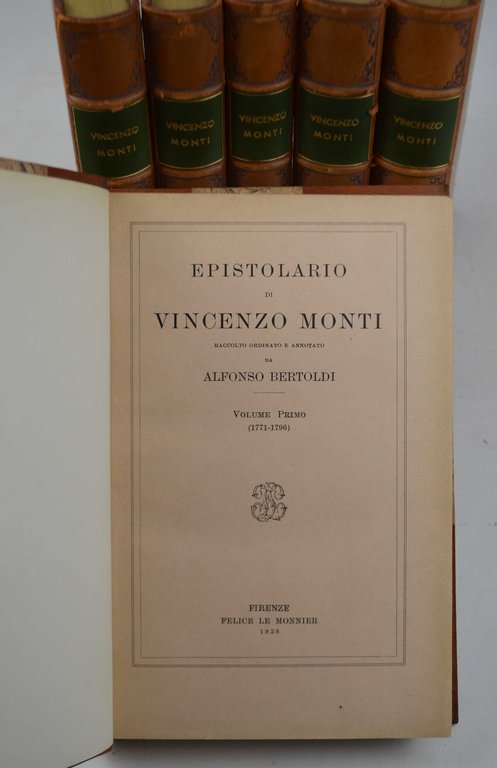 VINCENZO
MONTI
VINCENZO
MONTI
VINCENZO
MONTI
VINCENZO
MONTI
VINCENZO
MONTI
EPISTOLARIO
DI
VINCENZO MONTI
RACCOLTO ORDINATO E ANNOTATO
DA
ALFONSO BERTOLDI
VOLUME PRIMO
(1771-1796)
FIRENZE
FELICE LE MONNIER
1928